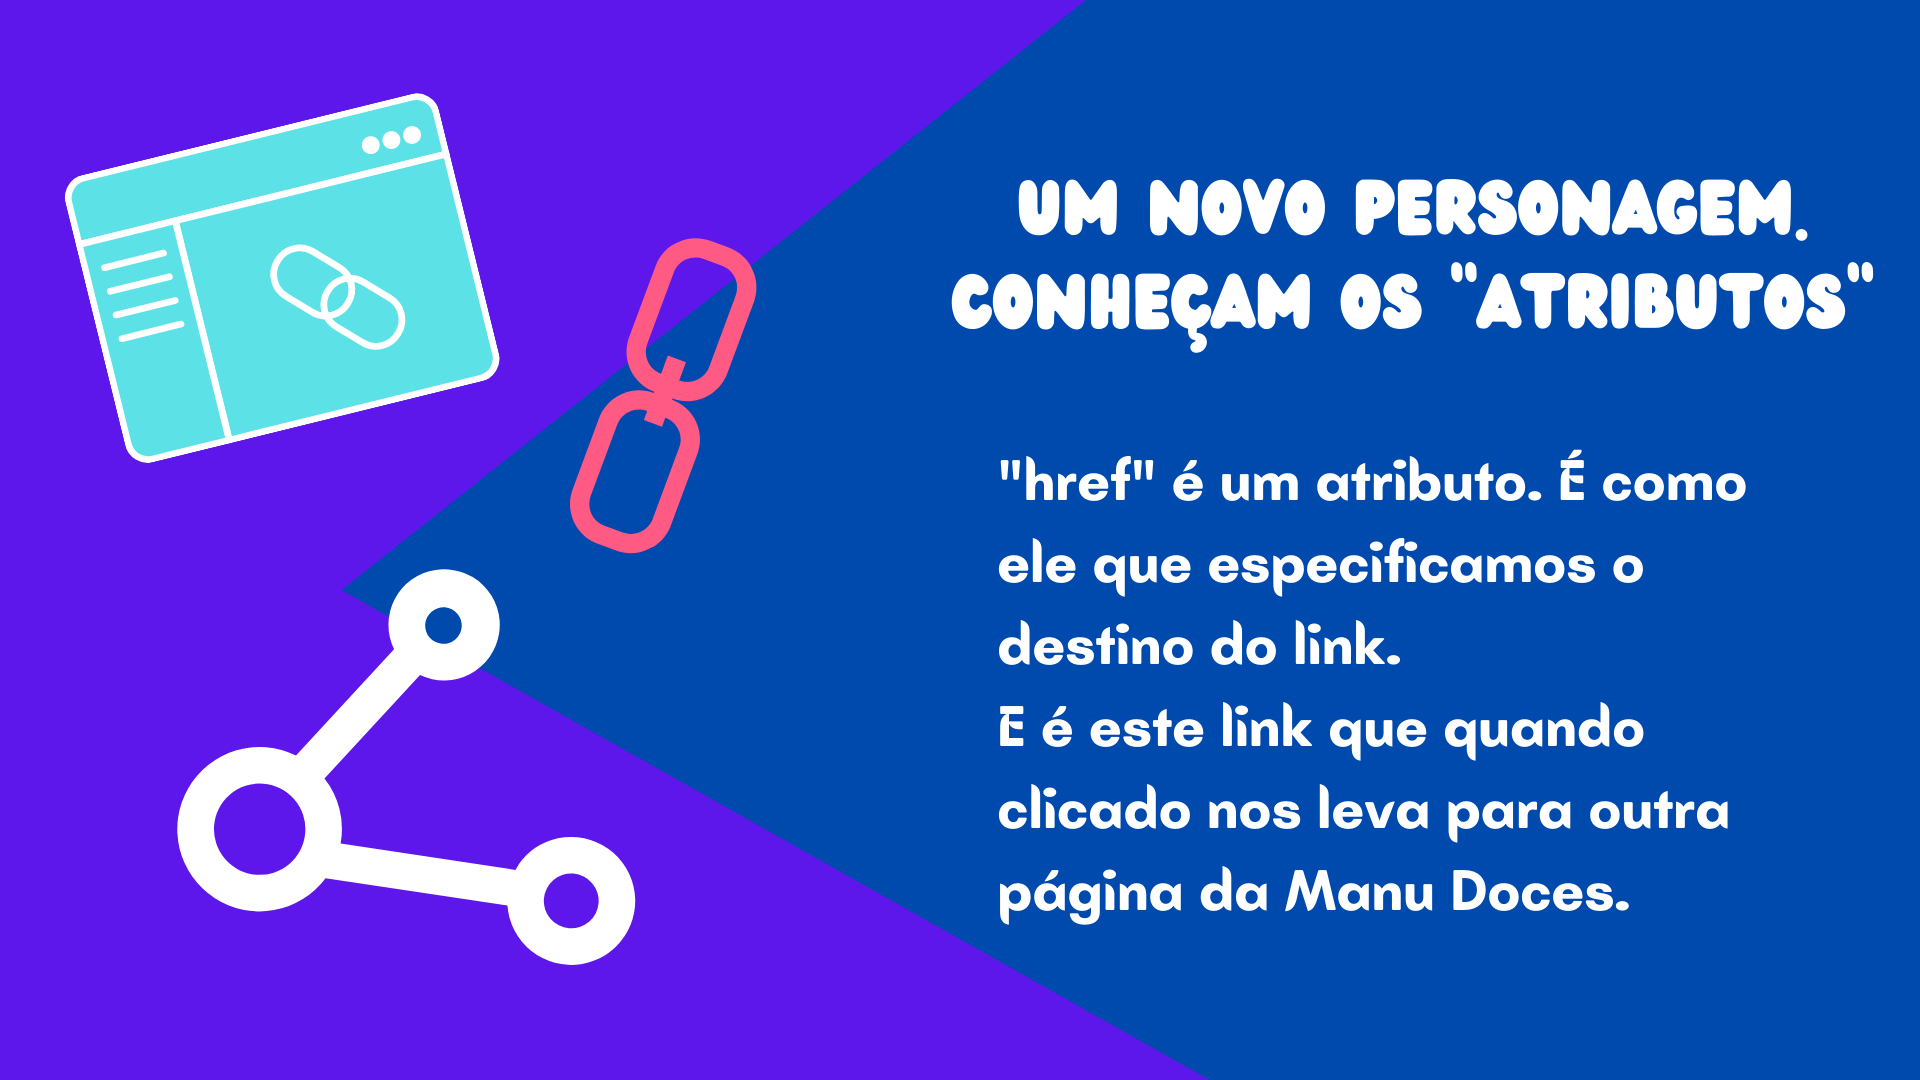 UM NOVO PERSONAGEM.
CONHEÇAM OS "ATRIBUTOS"
"href" é um atributo. É como
ele que especificamos o
destino do link.
E é este link que quando
clicado nos leva para outra
página da Manu Doces.